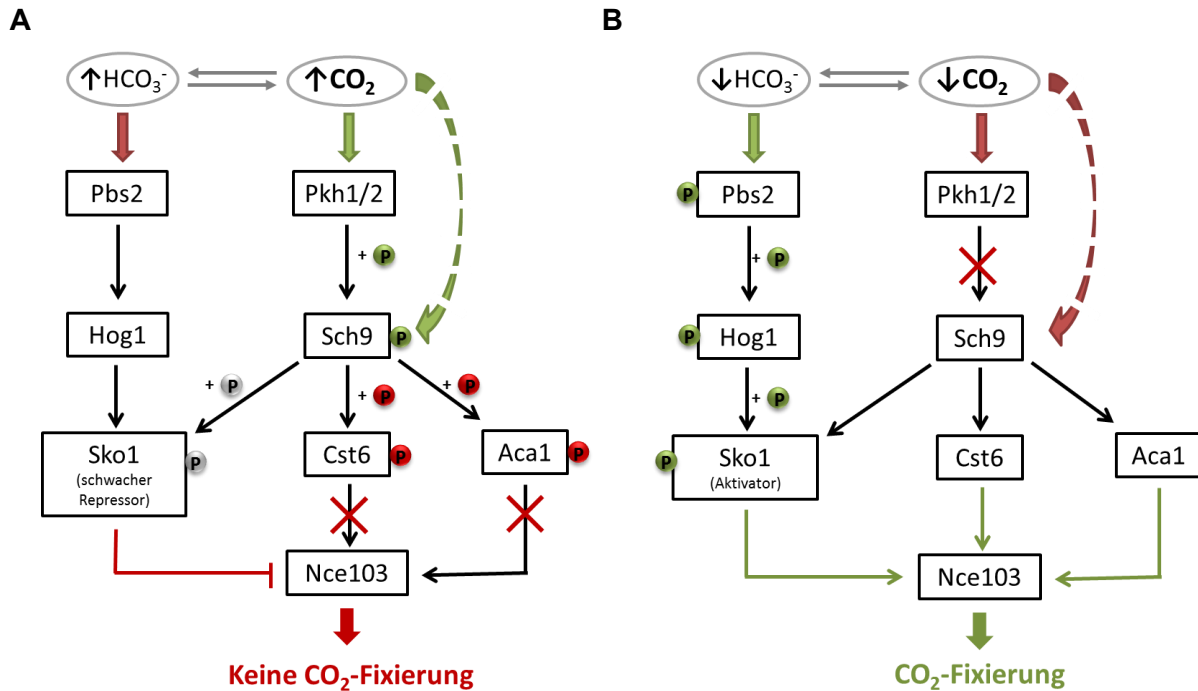 A
↑HCO₃⁻
↑CO₂
Pbs2
Pkh1/2
+ P
Hog1
Sch9
P
+ P
+ P
+ P
Sko1
(schwacher
Repressor)
P
Cst6
P
Aca1
P
Nce103
Keine CO₂-Fixierung
B
↓HCO₃⁻
↓CO₂
P
Pbs2
Pkh1/2
+ P
P
Hog1
Sch9
+ P
P
Sko1
(Aktivator)
Cst6
Aca1
Nce103
CO₂-Fixierung